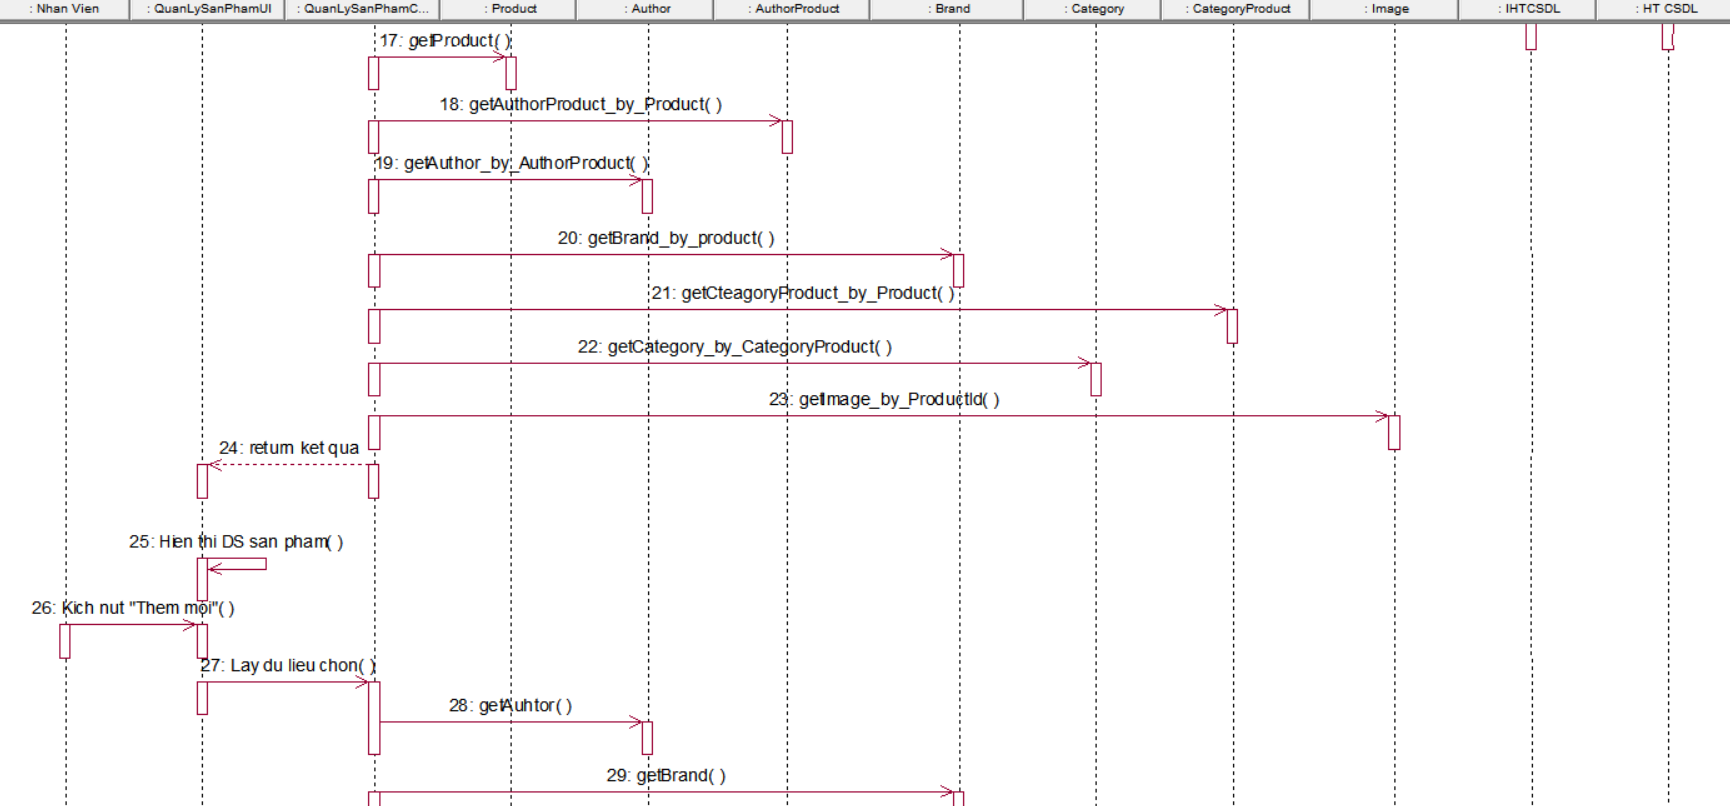 : Nhan Vien
: QuanLySanPhamUI
: QuanLySanPhamC...
: Product
: Author
: AuthorProduct
: Brand
: Category
: CategoryProduct
: Image
: IHTCSDL
: HT CSDL
17: getProduct( )
18: getAuthorProduct_by_Product( )
19: getAuthor_by_AuthorProduct( )
20: getBrand_by_product( )
21: getCteagoryProduct_by_Product( )
22: getCategory_by_CategoryProduct( )
23: getImage_by_ProductId( )
24: return ket qua
25: Hien thi DS san pham( )
26: Kich nut "Them moi"( )
27: Lay du lieu chon( )
28: getAuhtor( )
29: getBrand( )